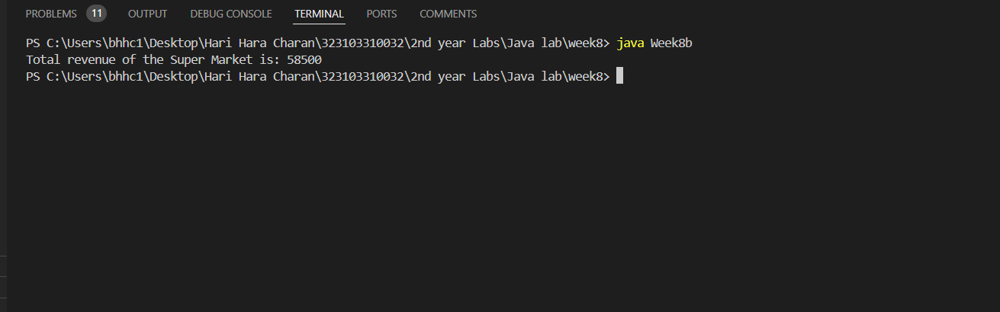 PROBLEMS 11 OUTPUT DEBUG CONSOLE TERMINAL PORTS COMMENTS
PS C:\Users\bhhc1\Desktop\Hari Hara Charan\323103310032\2nd year Labs\Java lab\week8> java Week8b
Total revenue of the Super Market is: 58500
PS C:\Users\bhhc1\Desktop\Hari Hara Charan\323103310032\2nd year Labs\Java lab\week8>